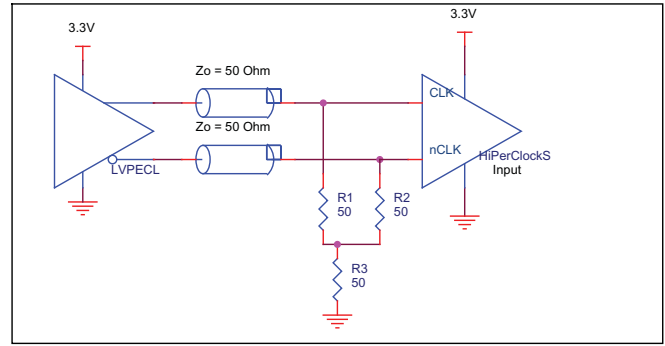 3.3V
3.3V
Zo = 50 Ohm
CLK
Zo = 50 Ohm
nCLK
LVPECL
HiPerClockS
Input
R1
50
R2
50
R3
50